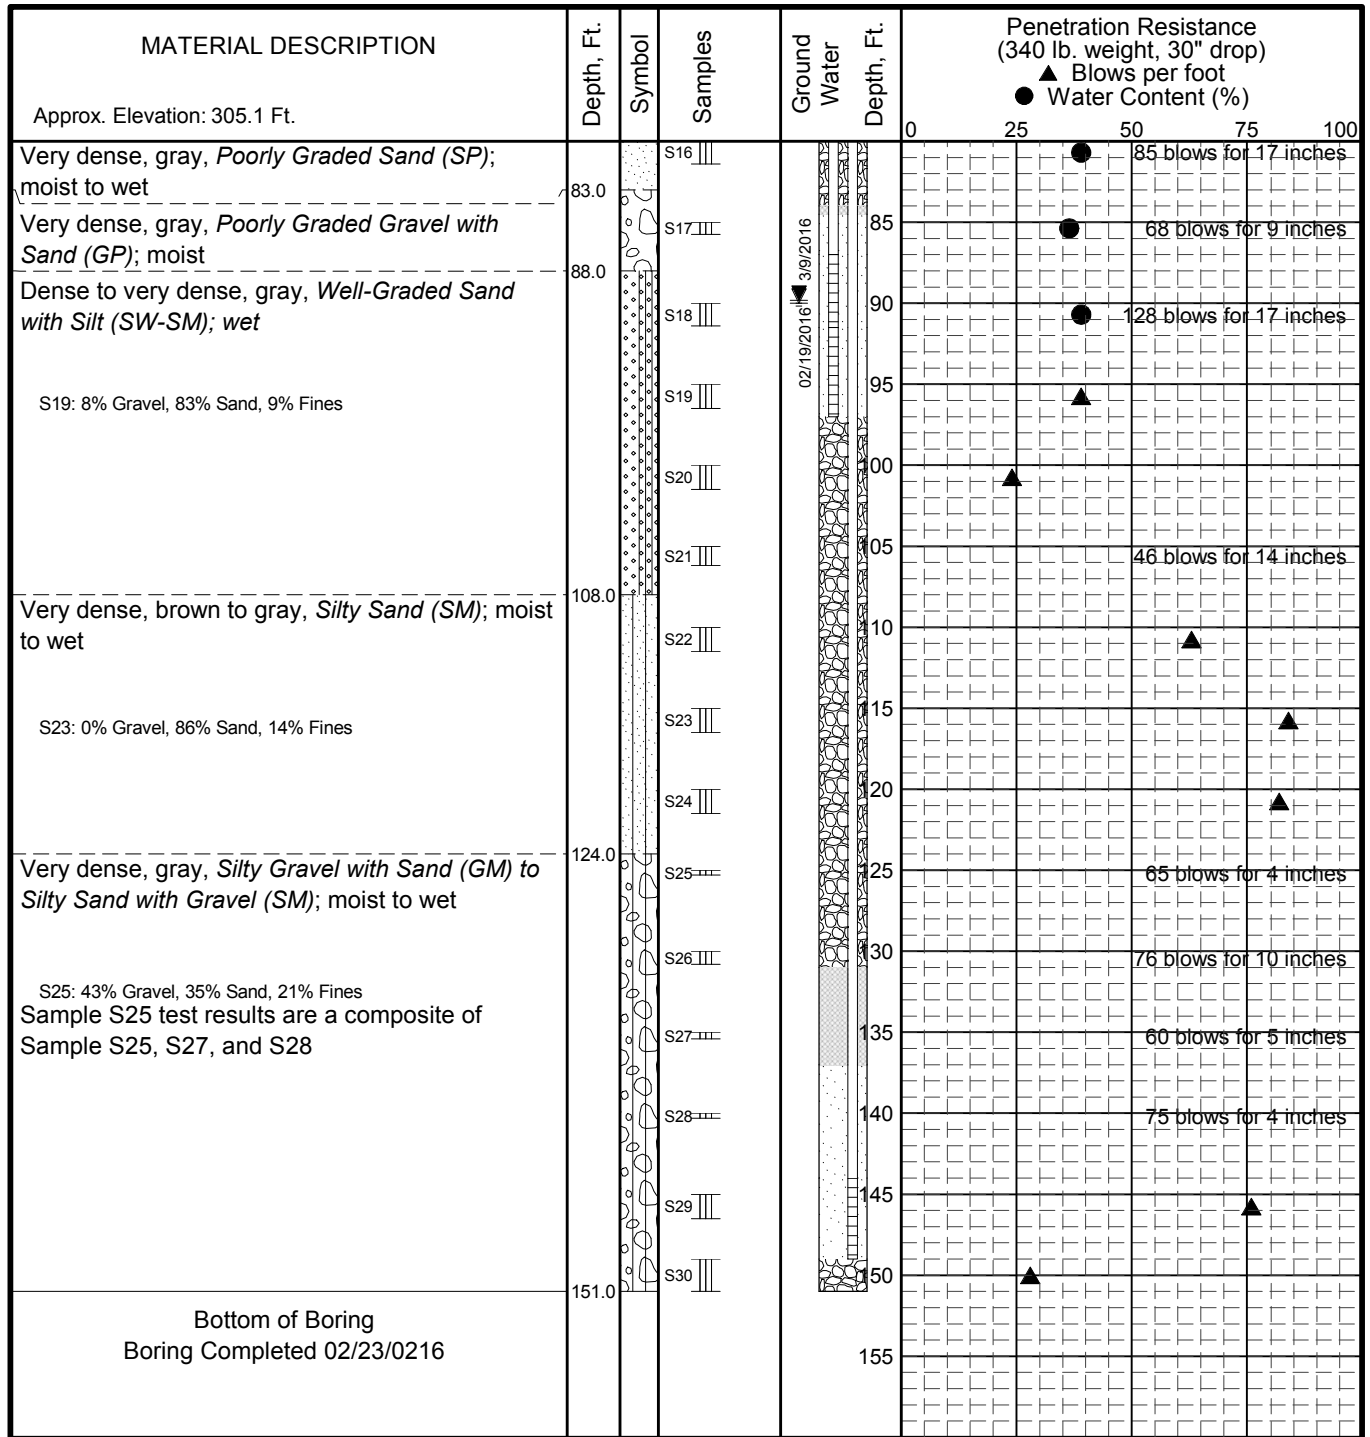 MATERIAL DESCRIPTION
Approx. Elevation: 305.1 Ft.
Depth, Ft.
Symbol
Samples
Ground
Water
Depth, Ft.
Penetration Resistance
(340 lb. weight, 30" drop)
▲ Blows per foot
● Water Content (%)
0 25 50 75 100
Very dense, gray, Poorly Graded Sand (SP);
moist to wet
83.0
Very dense, gray, Poorly Graded Gravel with
Sand (GP); moist
88.0
Dense to very dense, gray, Well-Graded Sand
with Silt (SW-SM); wet
S19: 8% Gravel, 83% Sand, 9% Fines
108.0
Very dense, brown to gray, Silty Sand (SM); moist
to wet
S23: 0% Gravel, 86% Sand, 14% Fines
124.0
Very dense, gray, Silty Gravel with Sand (GM) to
Silty Sand with Gravel (SM); moist to wet
S25: 43% Gravel, 35% Sand, 21% Fines
Sample S25 test results are a composite of
Sample S25, S27, and S28
151.0
Bottom of Boring
Boring Completed 02/23/0216
S16
S17
S18
S19
S20
S21
S22
S23
S24
S25
S26
S27
S28
S29
S30
02/19/2016
3/9/2016
85
90
95
100
105
110
115
120
125
130
135
140
145
150
155
85 blows for 17 inches
68 blows for 9 inches
128 blows for 17 inches
46 blows for 14 inches
65 blows for 4 inches
76 blows for 10 inches
60 blows for 5 inches
75 blows for 4 inches